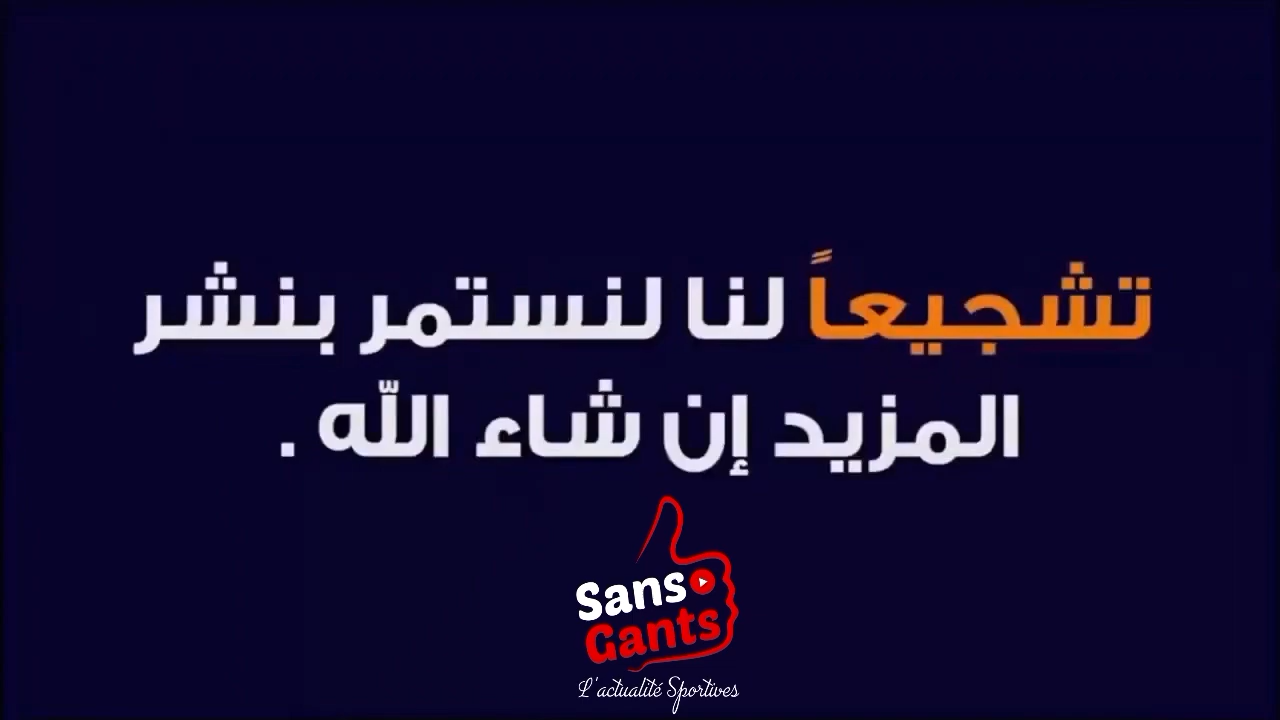 تشجيعاً لنا لنستمر بنشر
المزيد إن شاء اللّه .
Sans
Gants
L'actualité Sportives